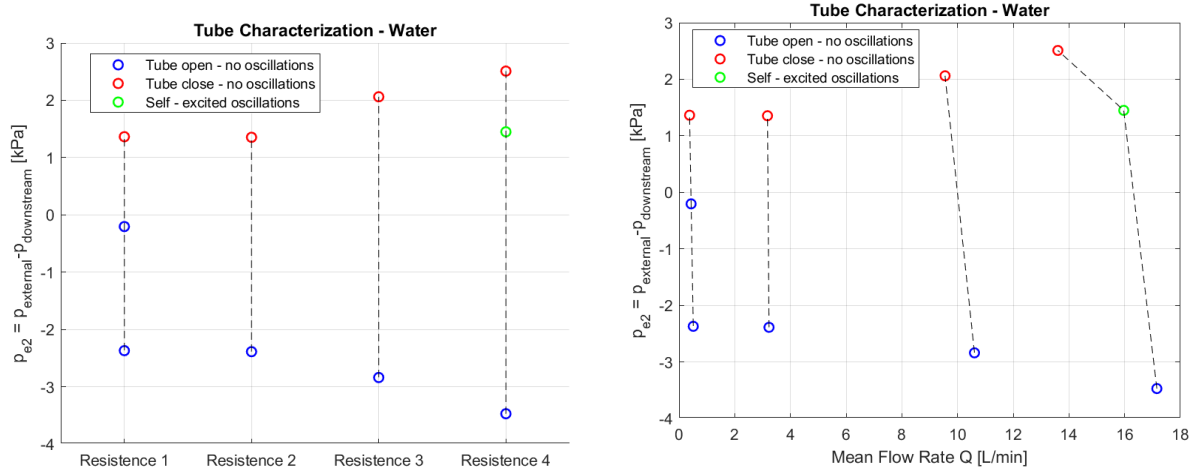 Tube Characterization - Water
3
2
1
0
-1
-2
-3
-4
p_e2 = p_external-p_downstream [kPa]
Tube open - no oscillations
Tube close - no oscillations
Self - excited oscillations
Resistence 1
Resistence 2
Resistence 3
Resistence 4
Tube Characterization - Water
3
2
1
0
-1
-2
-3
-4
p_e2 = p_external-p_downstream [kPa]
Tube open - no oscillations
Tube close - no oscillations
Self - excited oscillations
0 2 4 6 8 10 12 14 16 18
Mean Flow Rate Q [L/min]